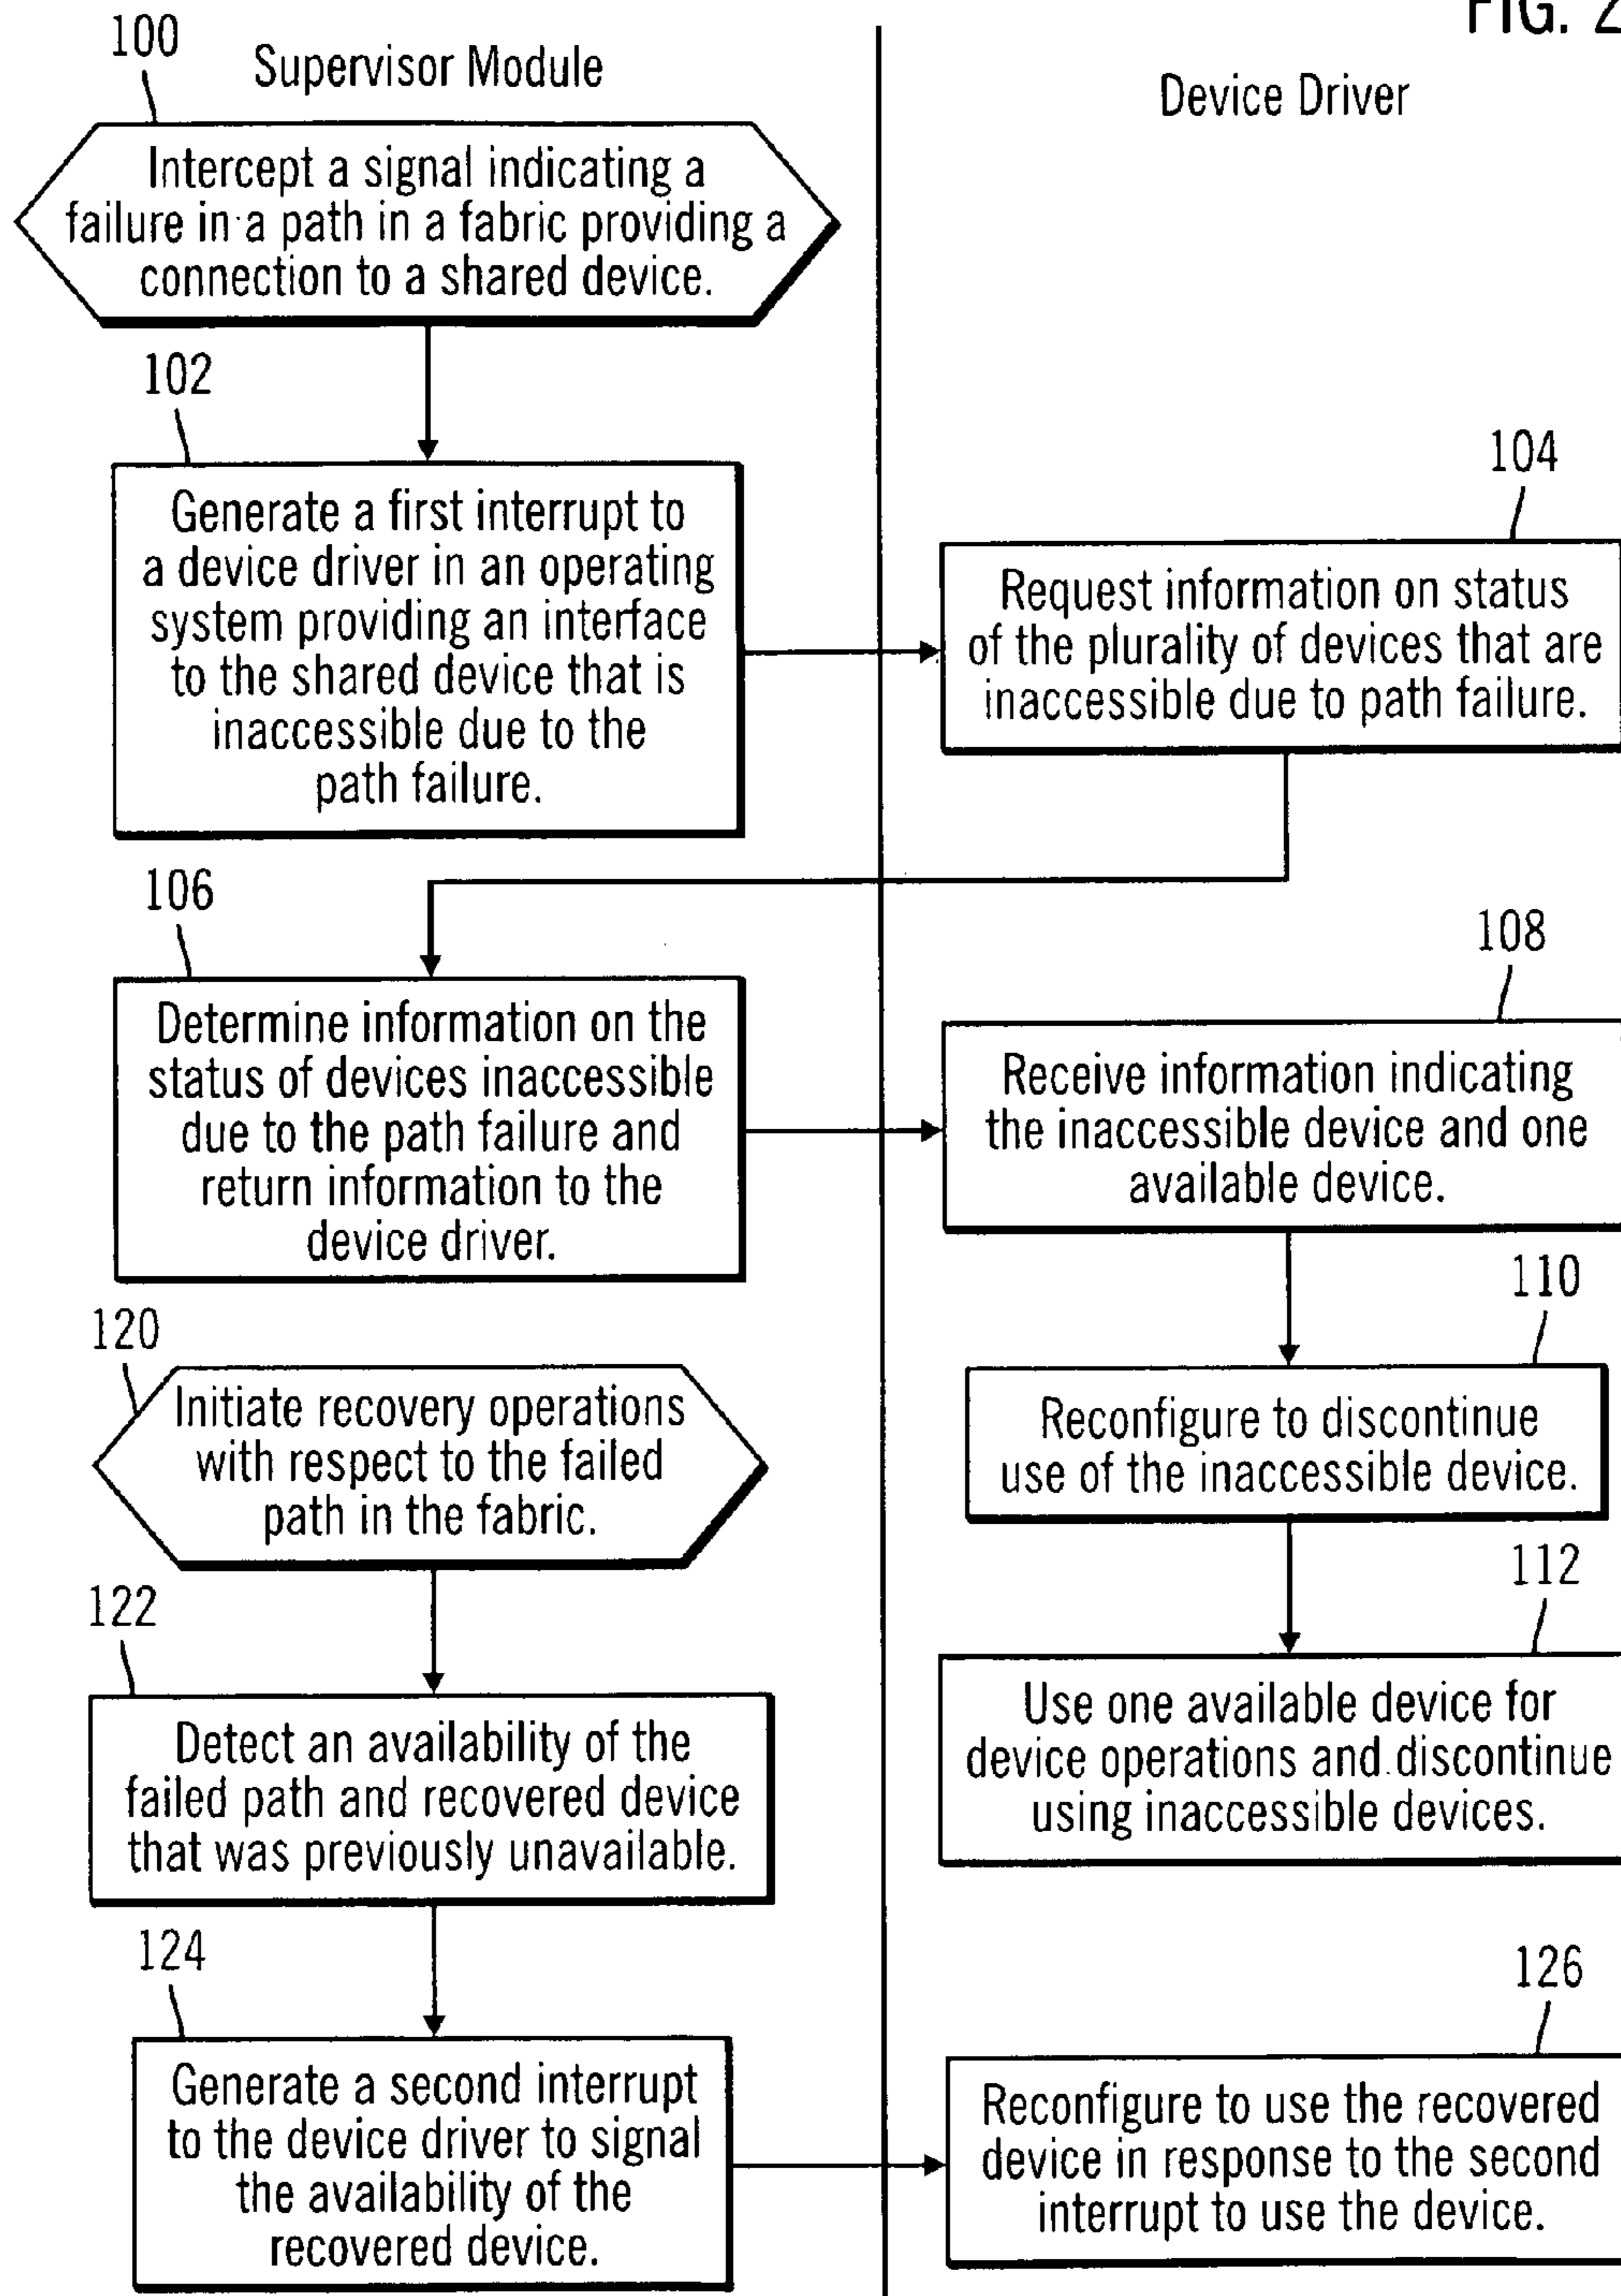 FIG. 2
100
Supervisor Module
Device Driver
Intercept a signal indicating a
failure in a path in a fabric providing a
connection to a shared device.
102
Generate a first interrupt to
a device driver in an operating
system providing an interface
to the shared device that is
inaccessible due to the
path failure.
104
Request information on status
of the plurality of devices that are
inaccessible due to path failure.
106
Determine information on the
status of devices inaccessible
due to the path failure and
return information to the
device driver.
108
Receive information indicating
the inaccessible device and one
available device.
110
Reconfigure to discontinue
use of the inaccessible device.
112
Use one available device for
device operations and discontinue
using inaccessible devices.
120
Initiate recovery operations
with respect to the failed
path in the fabric.
122
Detect an availability of the
failed path and recovered device
that was previously unavailable.
124
Generate a second interrupt
to the device driver to signal
the availability of the
recovered device.
126
Reconfigure to use the recovered
device in response to the second
interrupt to use the device.